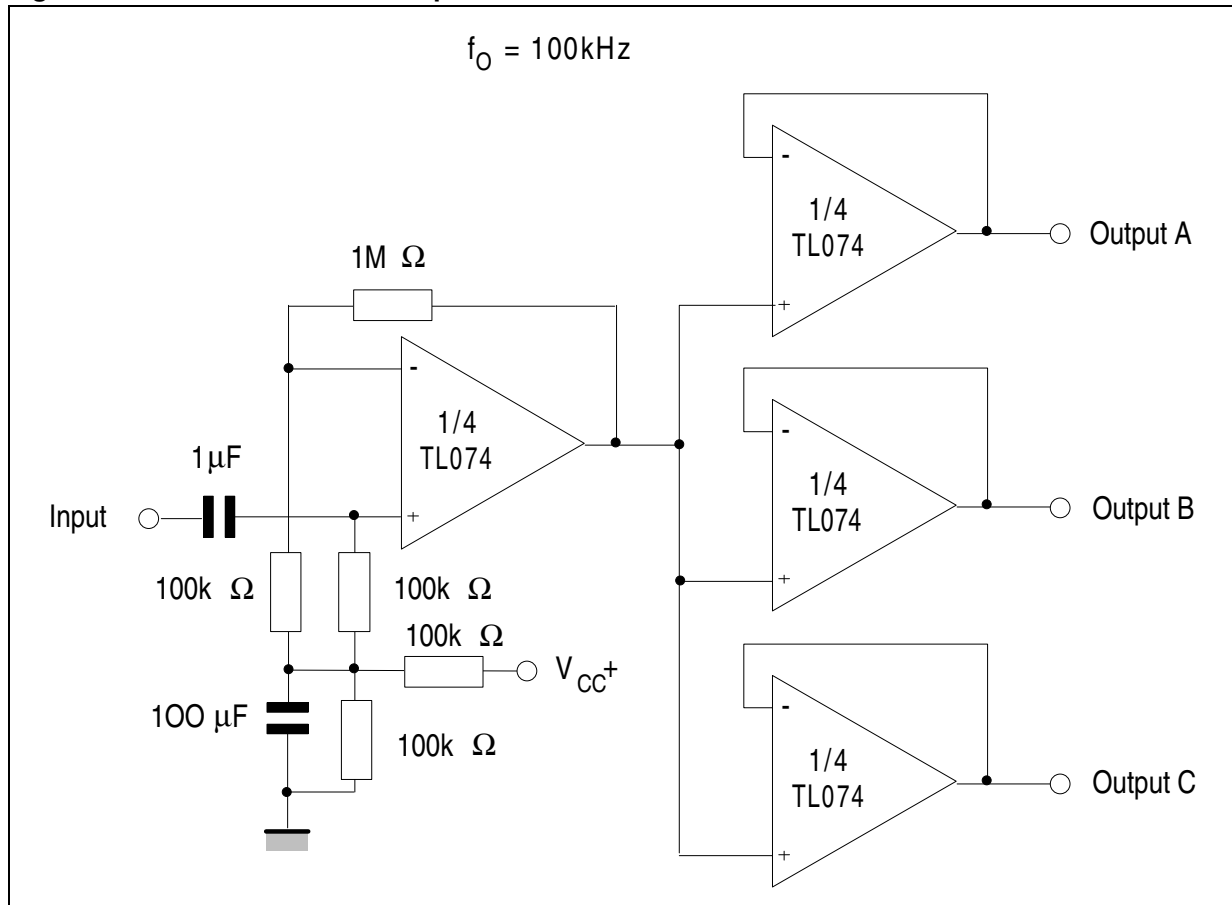 f_O = 100kHz
1/4
TL074
Output A
1M Ω
-
+
1/4
TL074
-
+
1/4
TL074
Output B
-
+
1µF
Input
100k Ω
100k Ω
100k Ω
V_CC+
100 µF
100k Ω
1/4
TL074
Output C
-
+